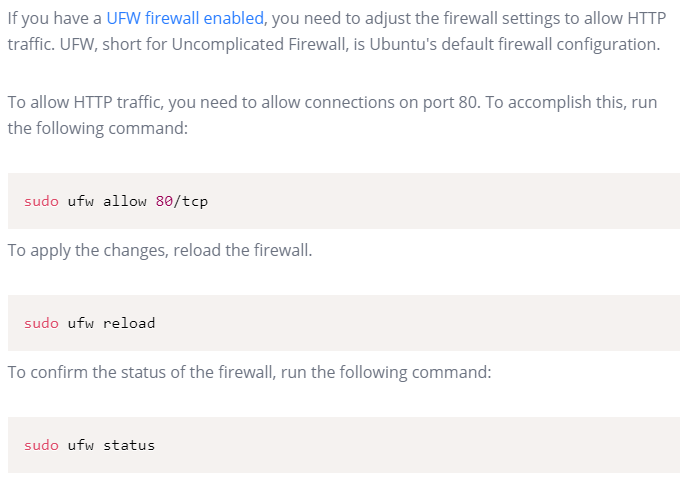 If you have a UFW firewall enabled, you need to adjust the firewall settings to allow HTTP
traffic. UFW, short for Uncomplicated Firewall, is Ubuntu's default firewall configuration.
To allow HTTP traffic, you need to allow connections on port 80. To accomplish this, run
the following command:
sudo ufw allow 80/tcp
To apply the changes, reload the firewall.
sudo ufw reload
To confirm the status of the firewall, run the following command:
sudo ufw status